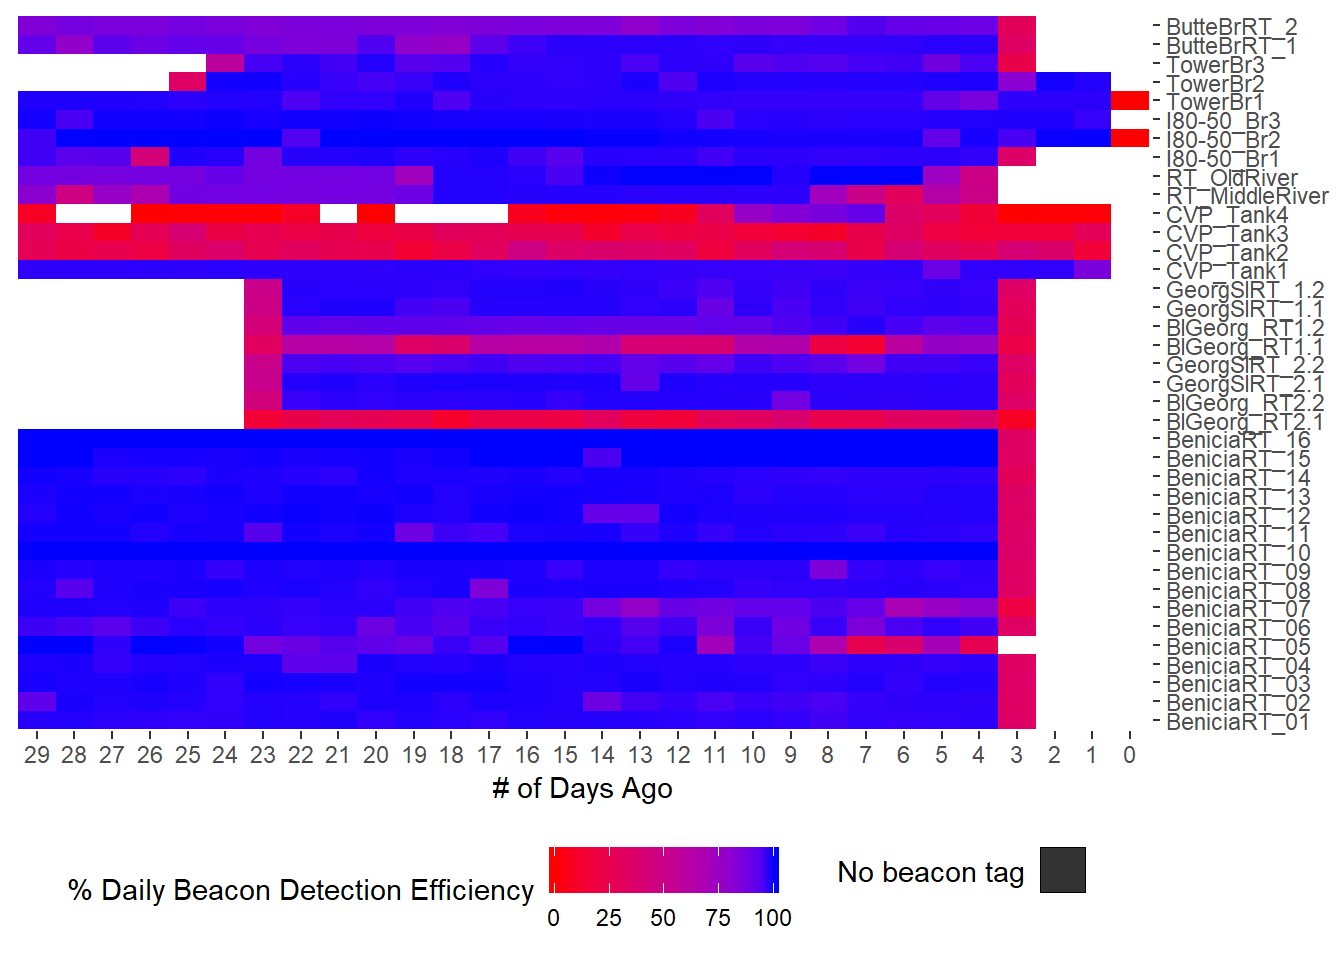 ButteBrRT_2
ButteBrRT_1
TowerBr3
TowerBr2
TowerBr1
I80-50_Br3
I80-50_Br2
I80-50_Br1
RT_OldRiver
RT_MiddleRiver
CVP_Tank4
CVP_Tank3
CVP_Tank2
CVP_Tank1
GeorgSlRT_1.2
GeorgSlRT_1.1
BlGeorg_RT1.2
BlGeorg_RT1.1
GeorgSlRT_2.2
GeorgSlRT_2.1
BlGeorg_RT2.2
BlGeorg_RT2.1
BeniciaRT_16
BeniciaRT_15
BeniciaRT_14
BeniciaRT_13
BeniciaRT_12
BeniciaRT_11
BeniciaRT_10
BeniciaRT_09
BeniciaRT_08
BeniciaRT_07
BeniciaRT_06
BeniciaRT_05
BeniciaRT_04
BeniciaRT_03
BeniciaRT_02
BeniciaRT_01
29 28 27 26 25 24 23 22 21 20 19 18 17 16 15 14 13 12 11 10 9 8 7 6 5 4 3 2 1 0
# of Days Ago
% Daily Beacon Detection Efficiency
0 25 50 75 100
No beacon tag